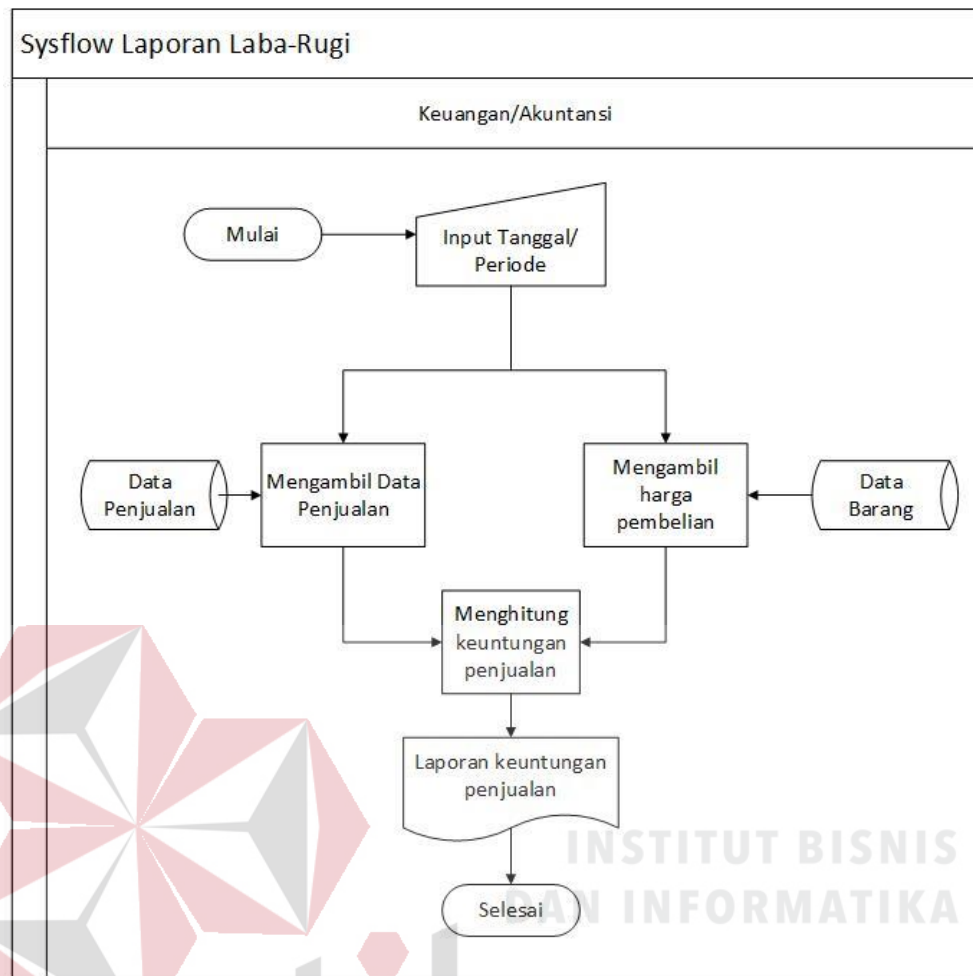 Sysflow Laporan Laba-Rugi
Keuangan/Akuntansi
Mulai
Input Tanggal/
Periode
Data
Penjualan
Mengambil Data
Penjualan
Mengambil
harga
pembelian
Data
Barang
Menghitung
keuntungan
penjualan
Laporan keuntungan
penjualan
Selesai
INSTITUT BISNIS
DAN INFORMATIKA